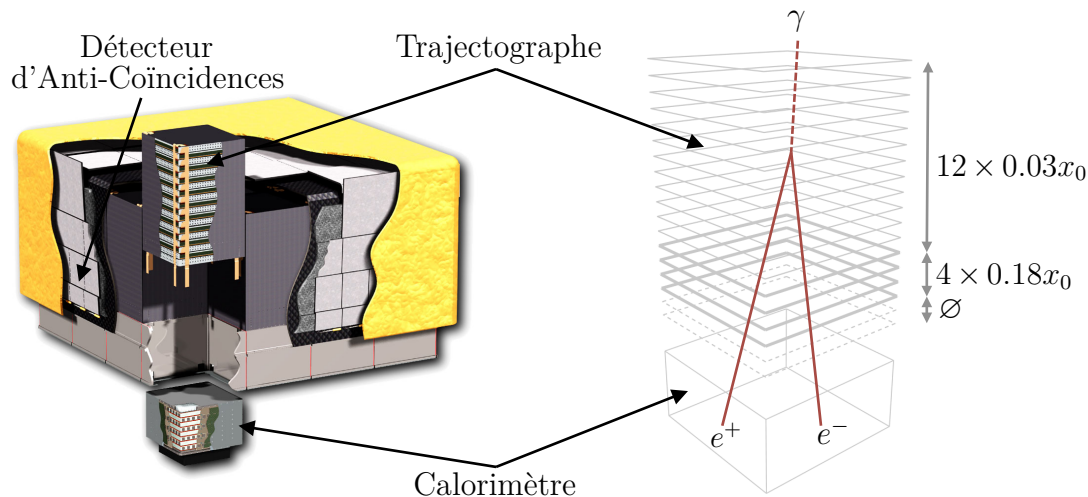 Détecteur
d'Anti-Coïncidences
Trajectographe
γ
12 × 0.03x₀
4 × 0.18x₀
∅
e⁺
e⁻
Calorimètre